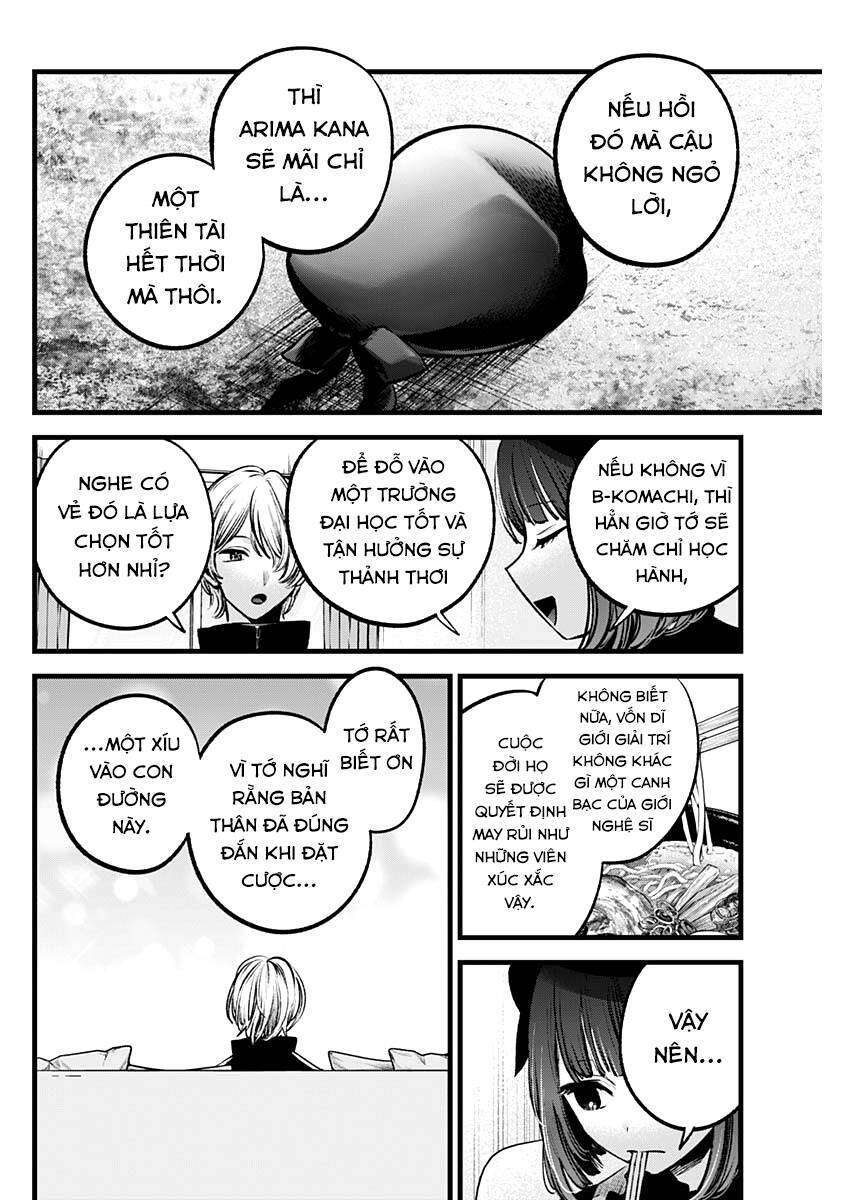 NẾU HỒI
ĐÓ MÀ CẬU
KHÔNG NGỎ
LỜI,
THÌ
ARIMA KANA
SẼ MÃI CHỈ
LÀ...
MỘT
THIÊN TÀI
HẾT THỜI
MÀ THÔI.
NẾU KHÔNG VÌ
B-KOMACHI, THÌ
HẲN GIỜ TỚ SẼ
CHĂM CHỈ HỌC
HÀNH,
ĐỂ ĐỖ VÀO
MỘT TRƯỜNG
ĐẠI HỌC TỐT VÀ
TẬN HƯỞNG SỰ
THẢNH THƠI
NGHE CÓ
VẺ ĐÓ LÀ LỰA
CHỌN TỐT
HƠN NHỈ?
KHÔNG BIẾT
NỮA, VỐN DĨ
GIỚI GIẢI TRÍ
KHÔNG KHÁC
GÌ MỘT CANH
BẠC CỦA GIỚI
NGHỆ SĨ
CUỘC
ĐỜI HỌ
SẼ ĐƯỢC
QUYẾT ĐỊNH
MAY RỦI NHƯ
NHỮNG VIÊN
XÚC XẮC
VẬY.
VẬY
NÊN...
TỚ RẤT
BIẾT ƠN
VÌ TỚ NGHĨ
RẰNG BẢN
THÂN ĐÃ ĐÚNG
ĐẮN KHI ĐẶT
CƯỢC...
...MỘT XÍU
VÀO CON
ĐƯỜNG
NÀY.